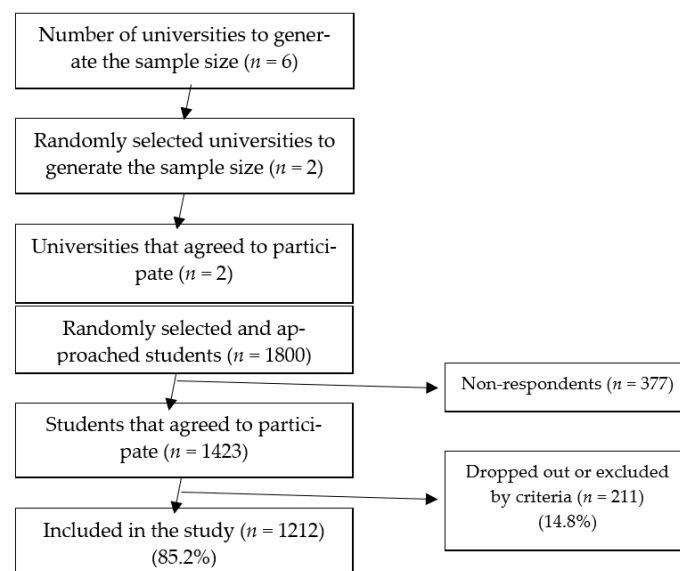 Number of universities to gener-
ate the sample size (n = 6)
Randomly selected universities to
generate the sample size (n = 2)
Universities that agreed to partici-
pate (n = 2)
Randomly selected and ap-
proached students (n = 1800)
Non-respondents (n = 377)
Students that agreed to partici-
pate (n = 1423)
Dropped out or excluded
by criteria (n = 211)
(14.8%)
Included in the study (n = 1212)
(85.2%)